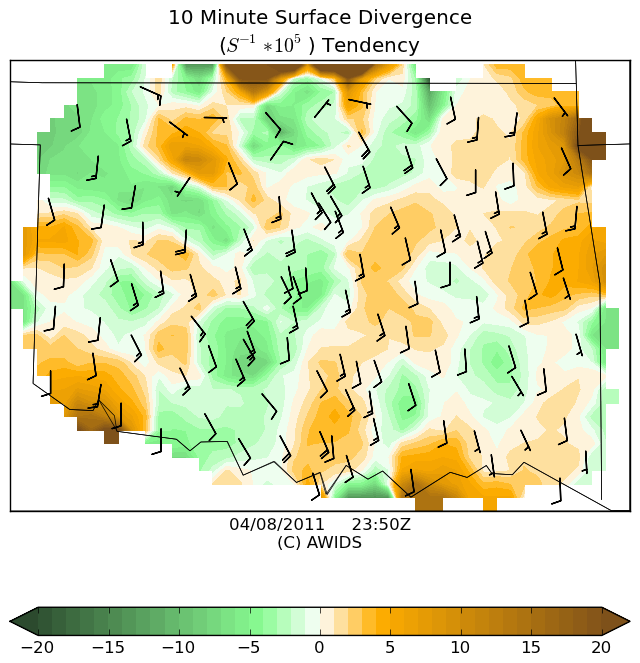 10 Minute Surface Divergence
(S⁻¹ * 10⁵ ) Tendency
04/08/2011 23:50Z
(C) AWIDS
−20 −15 −10 −5 0 5 10 15 20